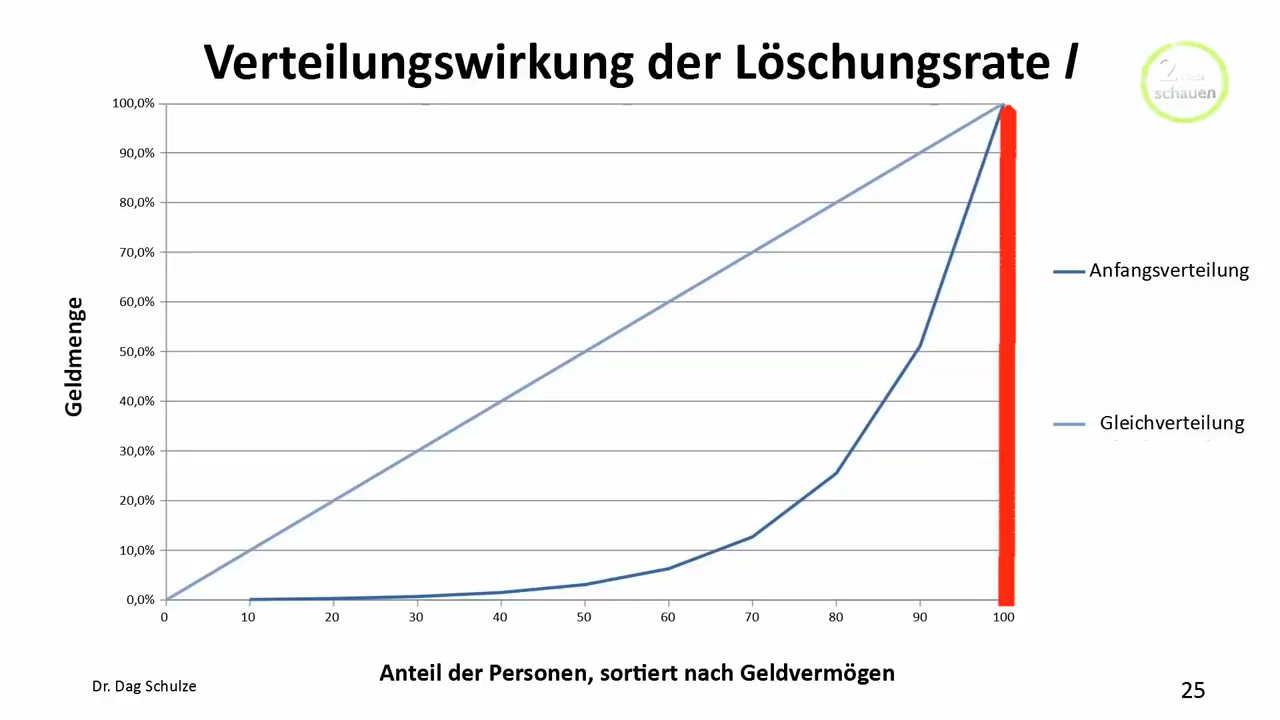 Verteilungswirkung der Löschungsrate l
2.
schauen
100,0%
90,0%
80,0%
70,0%
60,0%
50,0%
40,0%
30,0%
20,0%
10,0%
0,0%
Geldmenge
0 10 20 30 40 50 60 70 80 90 100
Anteil der Personen, sortiert nach Geldvermögen
Anfangsverteilung
Gleichverteilung
Dr. Dag Schulze
25